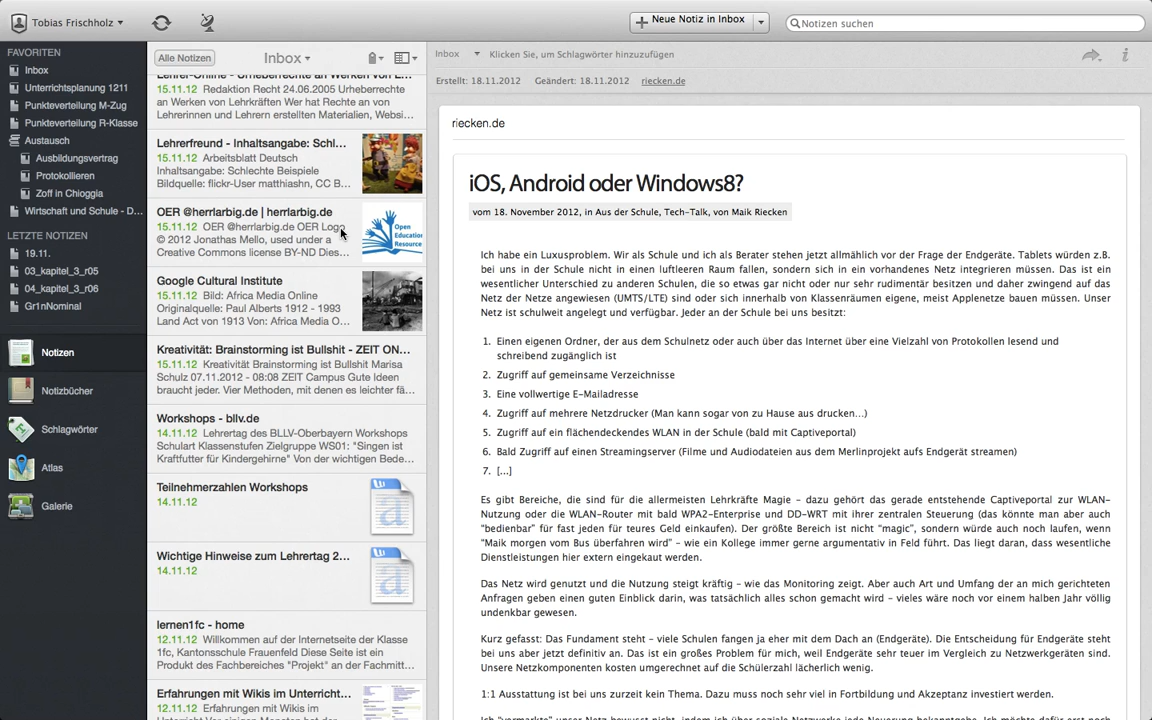 Tobias Frischholz
Neue Notiz in Inbox
Notizen suchen
FAVORITEN
Inbox
Unterrichtsplanung 1211
Punkteverteilung M-Zug
Punkteverteilung R-Klasse
Austausch
Ausbildungsvertrag
Protokollieren
Zoff in Chioggia
Wirtschaft und Schule - D...
LETZTE NOTIZEN
19.11.
03_kapitel_3_r05
04_kapitel_3_r06
Gr1nNominal
Notizen
Notizbücher
Schlagwörter
Atlas
Galerie
Alle Notizen
Inbox
Lehrer-Online - Urheberrechte an Werken von L...
15.11.12 Redaktion Recht 24.06.2005 Urheberrechte
an Werken von Lehrkräften Wer hat Rechte an von
Lehrerinnen und Lehrern erstellten Materialien, Websi...
Lehrerfreund - Inhaltsangabe: Schl...
15.11.12 Arbeitsblatt Deutsch
Inhaltsangabe: Schlechte Beispiele
Bildquelle: flickr-User matthiashn, CC B...
OER @herrlarbig.de | herrlarbig.de
15.11.12 OER @herrlarbig.de OER Logo
© 2012 Jonathas Mello, used under a
Creative Commons license BY-ND Dies...
Open
Education
Resource
Google Cultural Institute
15.11.12 Bild: Africa Media Online
Originalquelle: Paul Alberts 1912 - 1993
Land Act von 1913 Von: Africa Media O...
Kreativität: Brainstorming ist Bullshit - ZEIT ON...
15.11.12 Kreativität Brainstorming ist Bullshit Marisa
Schulz 07.11.2012 - 08:08 ZEIT Campus Gute Ideen
braucht jeder. Vier Methoden, mit denen es leichter fä...
Workshops - bllv.de
14.11.12 Lehrertag des BLLV-Oberbayern Workshops
Schulart Klassenstufen Zielgruppe WS01: "Singen ist
Kraftfutter für Kindergehirne" Von der wichtigen Bede...
Teilnehmerzahlen Workshops
14.11.12
Wichtige Hinweise zum Lehrertag 2...
14.11.12
lernen1fc - home
12.11.12 Willkommen auf der Internetseite der Klasse
1fc, Kantonsschule Frauenfeld Diese Seite ist ein
Produkt des Fachbereiches "Projekt" an der Fachmitt...
Erfahrungen mit Wikis im Unterricht...
12.11.12 Erfahrungen mit Wikis im
Inbox Klicken Sie, um Schlagwörter hinzuzufügen
Erstellt: 18.11.2012 Geändert: 18.11.2012 riecken.de
riecken.de
iOS, Android oder Windows8?
vom 18. November 2012, in Aus der Schule, Tech-Talk, von Maik Riecken
Ich habe ein Luxusproblem. Wir als Schule und ich als Berater stehen jetzt allmählich vor der Frage der Endgeräte. Tablets würden z.B.
bei uns in der Schule nicht in einen luftleeren Raum fallen, sondern sich in ein vorhandenes Netz integrieren müssen. Das ist ein
wesentlicher Unterschied zu anderen Schulen, die so etwas gar nicht oder nur sehr rudimentär besitzen und daher zwingend auf das
Netz der Netze angewiesen (UMTS/LTE) sind oder sich innerhalb von Klassenräumen eigene, meist Applenetze bauen müssen. Unser
Netz ist schulweit angelegt und verfügbar. Jeder an der Schule bei uns besitzt:
1. Einen eigenen Ordner, der aus dem Schulnetz oder auch über das Internet über eine Vielzahl von Protokollen lesend und
schreibend zugänglich ist
2. Zugriff auf gemeinsame Verzeichnisse
3. Eine vollwertige E-Mailadresse
4. Zugriff auf mehrere Netzdrucker (Man kann sogar von zu Hause aus drucken...)
5. Zugriff auf ein flächendeckendes WLAN in der Schule (bald mit Captiveportal)
6. Bald Zugriff auf einen Streamingserver (Filme und Audiodateien aus dem Merlinprojekt aufs Endgerät streamen)
7. [...]
Es gibt Bereiche, die sind für die allermeisten Lehrkräfte Magie – dazu gehört das gerade entstehende Captiveportal zur WLAN-
Nutzung oder die WLAN-Router mit bald WPA2-Enterprise und DD-WRT mit ihrer zentralen Steuerung (das könnte man aber auch
"bedienbar" für fast jeden für teures Geld einkaufen). Der größte Bereich ist nicht "magic", sondern würde auch noch laufen, wenn
"Maik morgen vom Bus überfahren wird" – wie ein Kollege immer gerne argumentativ in Feld führt. Das liegt daran, dass wesentliche
Dienstleistungen hier extern eingekaut werden.
Das Netz wird genutzt und die Nutzung steigt kräftig – wie das Monitoring zeigt. Aber auch Art und Umfang der an mich gerichteten
Anfragen geben einen guten Einblick darin, was tatsächlich alles schon gemacht wird – vieles wäre noch vor einem halben Jahr völlig
undenkbar gewesen.
Kurz gefasst: Das Fundament steht – viele Schulen fangen ja eher mit dem Dach an (Endgeräte). Die Entscheidung für Endgeräte steht
bei uns aber jetzt definitiv an. Das ist ein großes Problem für mich, weil Endgeräte sehr teuer im Vergleich zu Netzwerkgeräten sind.
Unsere Netzkomponenten kosten umgerechnet auf die Schülerzahl lächerlich wenig.
1:1 Ausstattung ist bei uns zurzeit kein Thema. Dazu muss noch sehr viel in Fortbildung und Akzeptanz investiert werden.